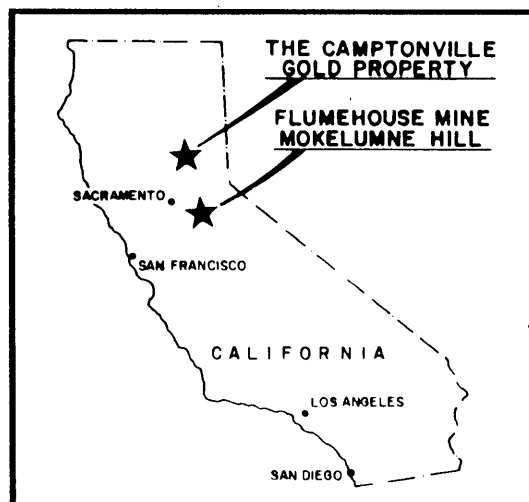 THE CAMPTONVILLE
GOLD PROPERTY
FLUMEHOUSE MINE
MOKELUMNE HILL
SACRAMENTO
SAN FRANCISCO
CALIFORNIA
LOS ANGELES
SAN DIEGO